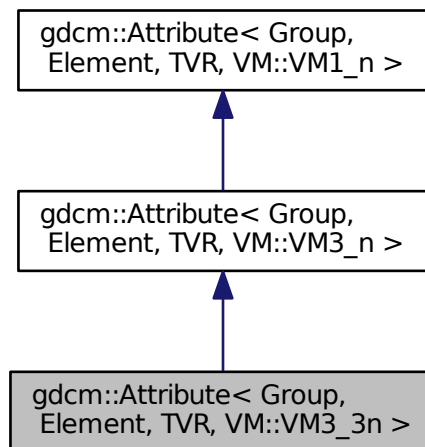 gdcm::Attribute< Group,
Element, TVR, VM::VM1_n >
gdcm::Attribute< Group,
Element, TVR, VM::VM3_n >
gdcm::Attribute< Group,
Element, TVR, VM::VM3_3n >